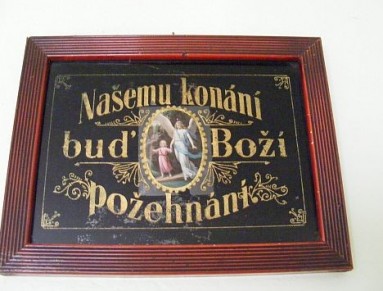 Našemu konání
buď Boží
požehnání.